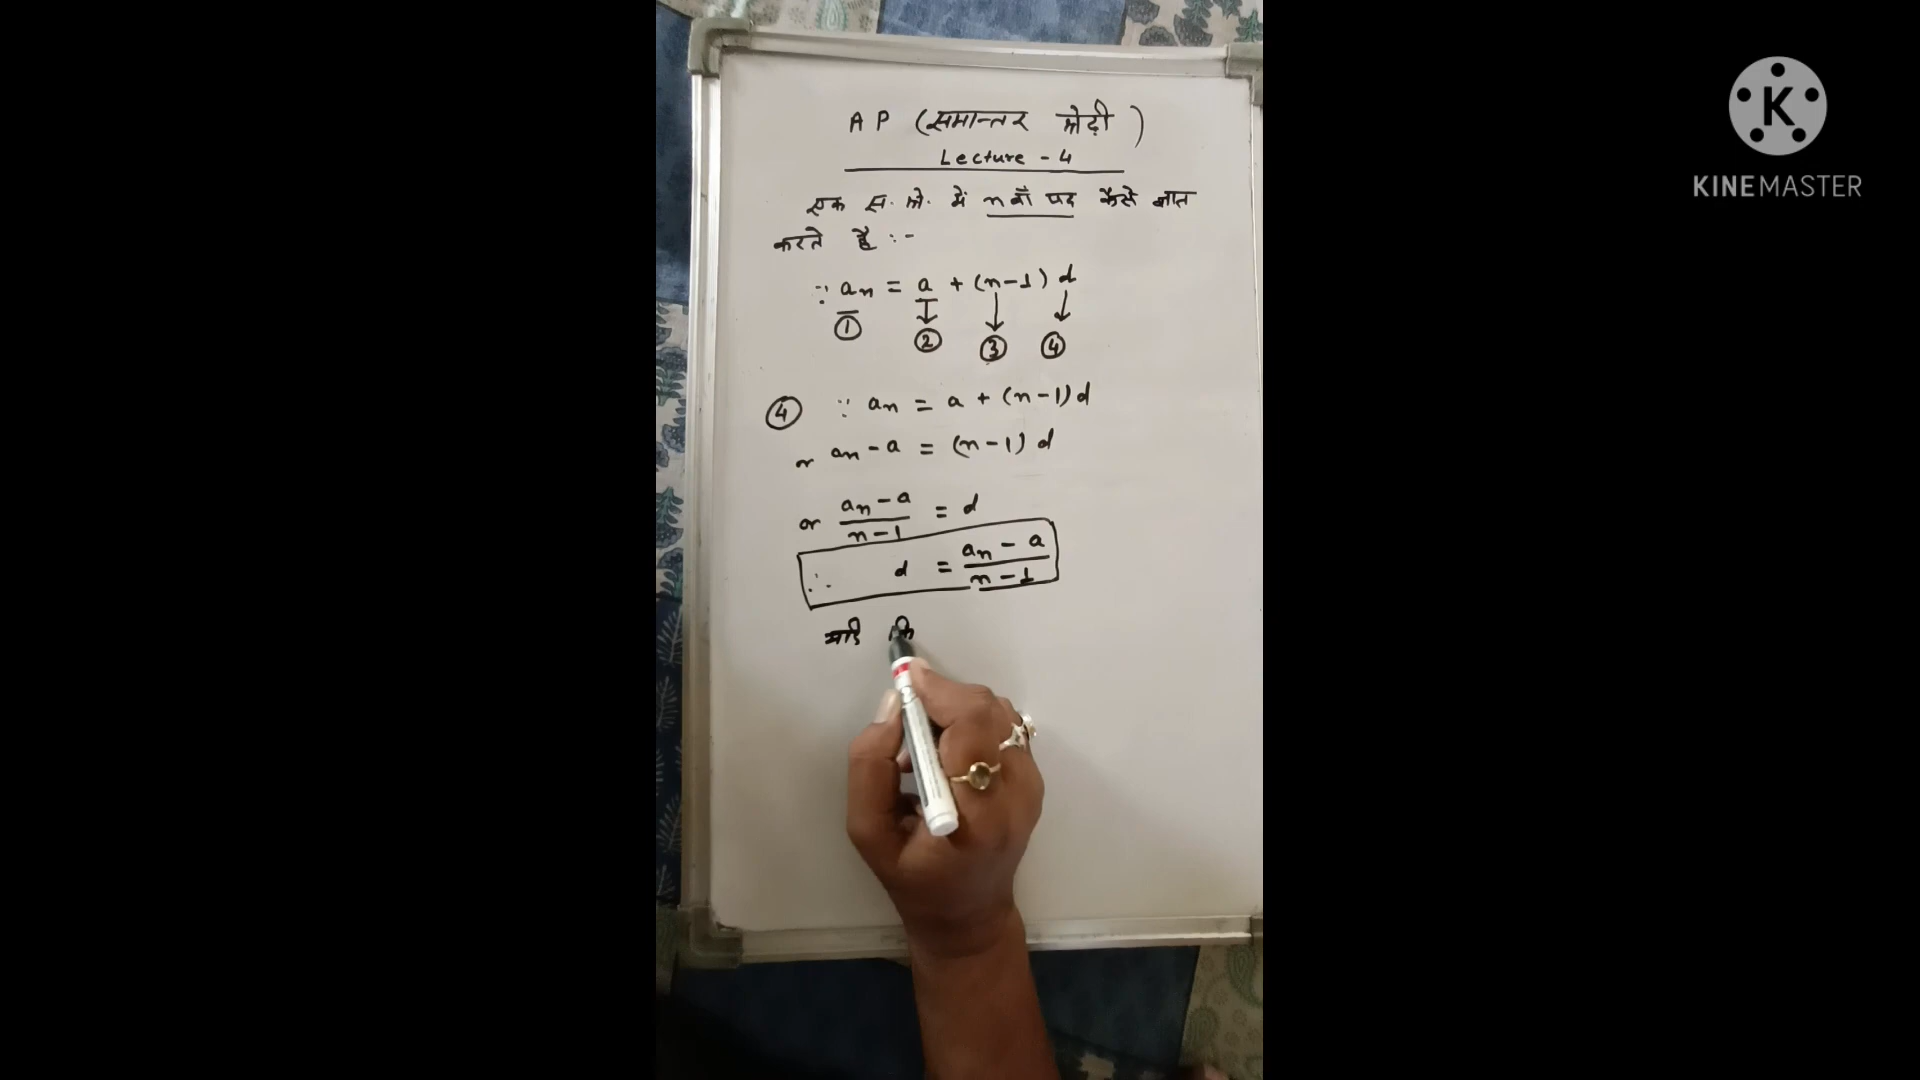 AP (समान्तर श्रेढ़ी)
Lecture - 4
एक स. श्रे. में n वाँ पद कैसे ज्ञात
करते हैं :-
∵ aₙ = a + (n-1) d
① ② ③ ④
④ ∵ aₙ = a + (n-1) d
or aₙ - a = (n-1) d
or (aₙ - a)/(n-1) = d
∴ d = (aₙ - a)/(n-1)
यदि कि
KINEMASTER